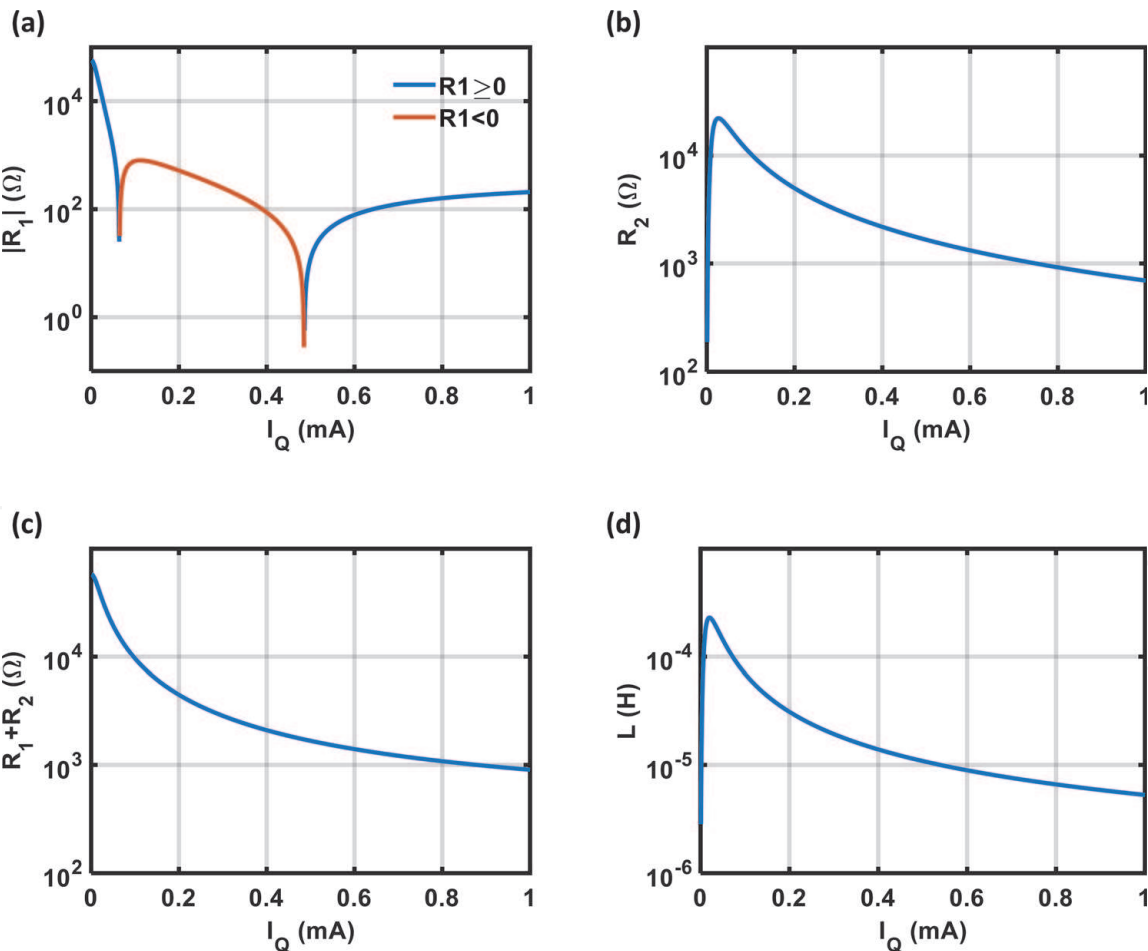 (a)
10^4
10^2
10^0
|R_1| (Ω)
R1≥0
R1<0
0 0.2 0.4 0.6 0.8 1
I_Q (mA)
(b)
10^4
10^3
10^2
R_2 (Ω)
0 0.2 0.4 0.6 0.8 1
I_Q (mA)
(c)
10^4
10^3
10^2
R_1+R_2 (Ω)
0 0.2 0.4 0.6 0.8 1
I_Q (mA)
(d)
10^-4
10^-5
10^-6
L (H)
0 0.2 0.4 0.6 0.8 1
I_Q (mA)